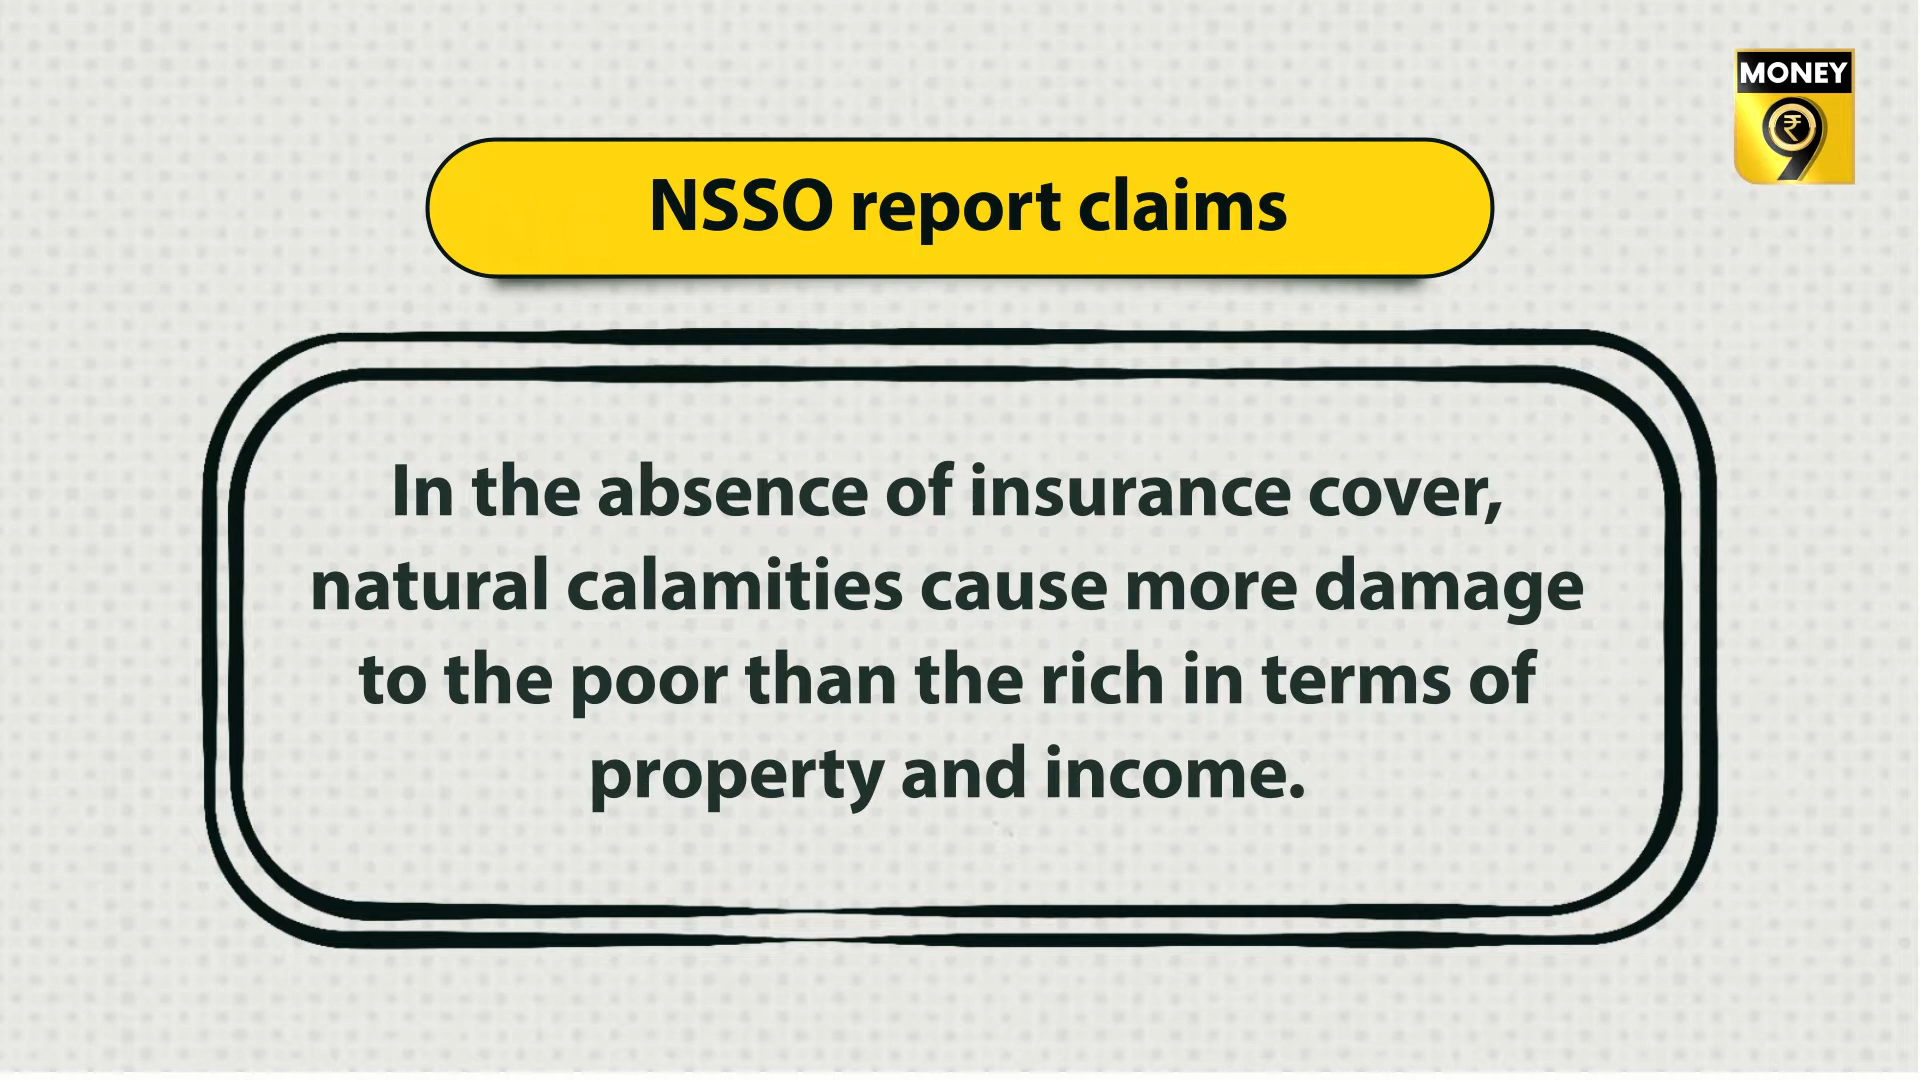 MONEY
₹
9
NSSO report claims
In the absence of insurance cover,
natural calamities cause more damage
to the poor than the rich in terms of
property and income.